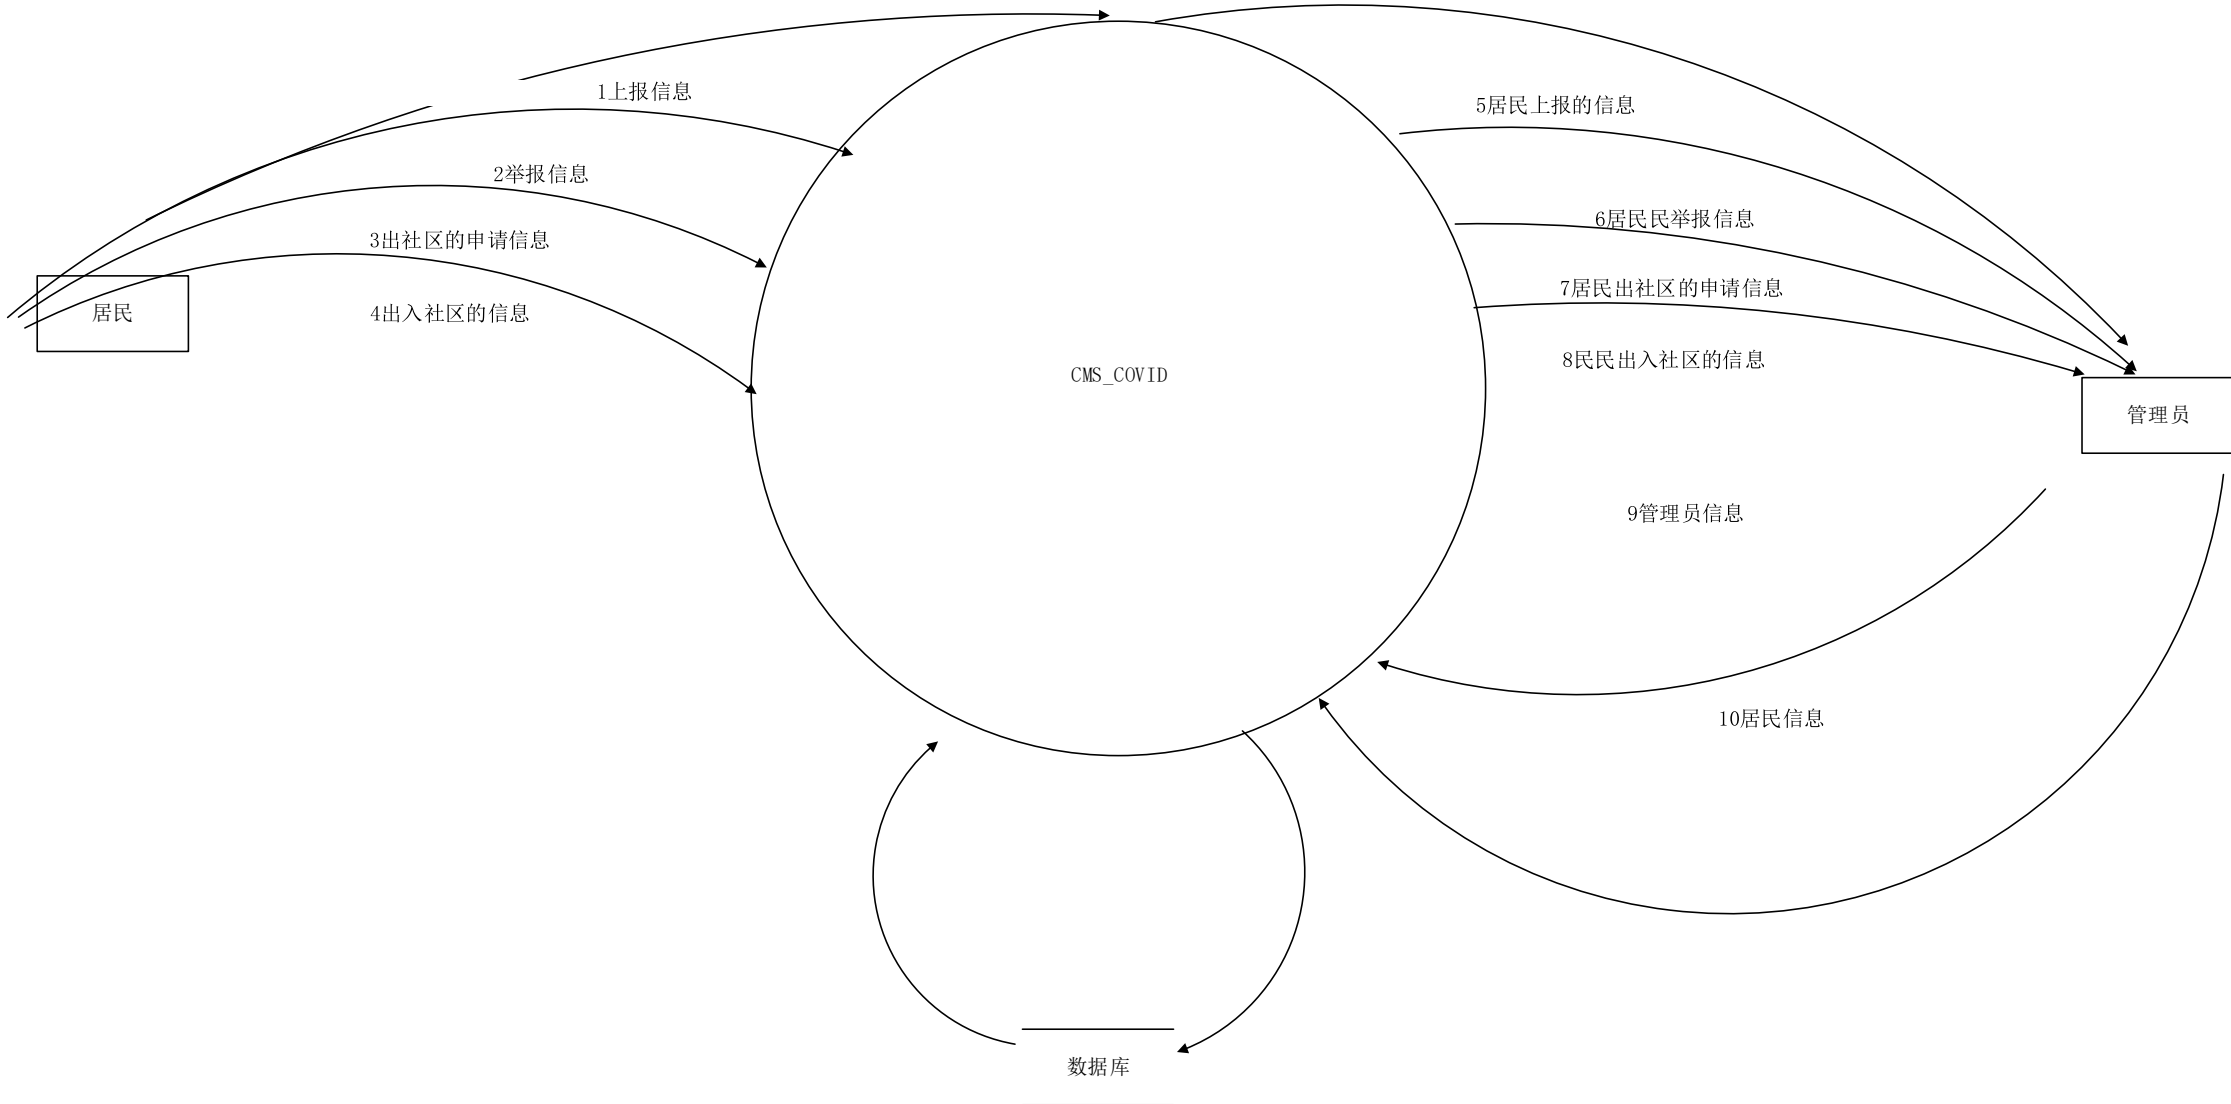 1上报信息
2举报信息
3出社区的申请信息
4出入社区的信息
居民
CMS_COVID
5居民上报的信息
6居民民举报信息
7居民出社区的申请信息
8民民出入社区的信息
管理员
9管理员信息
10居民信息
数据库